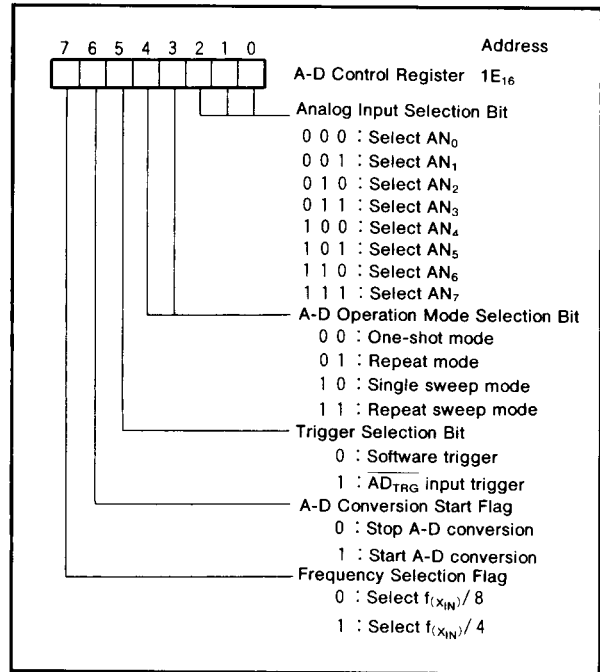 7 6 5 4 3 2 1 0 Address
A-D Control Register 1E₁₆
Analog Input Selection Bit
0 0 0 : Select AN₀
0 0 1 : Select AN₁
0 1 0 : Select AN₂
0 1 1 : Select AN₃
1 0 0 : Select AN₄
1 0 1 : Select AN₅
1 1 0 : Select AN₆
1 1 1 : Select AN₇
A-D Operation Mode Selection Bit
0 0 : One-shot mode
0 1 : Repeat mode
1 0 : Single sweep mode
1 1 : Repeat sweep mode
Trigger Selection Bit
0 : Software trigger
1 : A̅D̅T̅R̅G̅ input trigger
A-D Conversion Start Flag
0 : Stop A-D conversion
1 : Start A-D conversion
Frequency Selection Flag
0 : Select f(XIN)/ 8
1 : Select f(XIN)/ 4